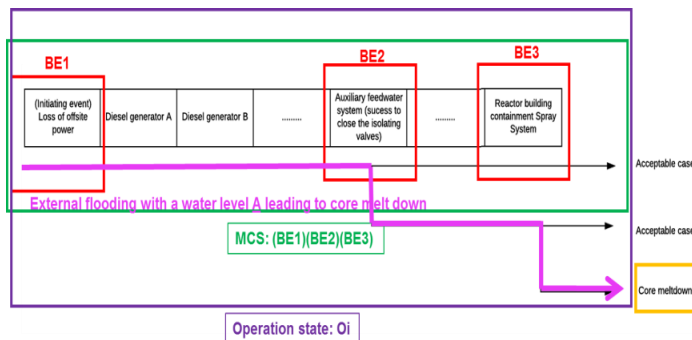 BE1
BE2
BE3
(Initiating event)
Loss of offsite
power
Diesel generator A
Diesel generator B
.........
Auxiliary feedwater
system (sucess to
close the isolating
valves)
.........
Reactor building
containment Spray
System
Acceptable case
External flooding with a water level A leading to core melt down
MCS: (BE1)(BE2)(BE3)
Acceptable case
Core meltdown
Operation state: Oi